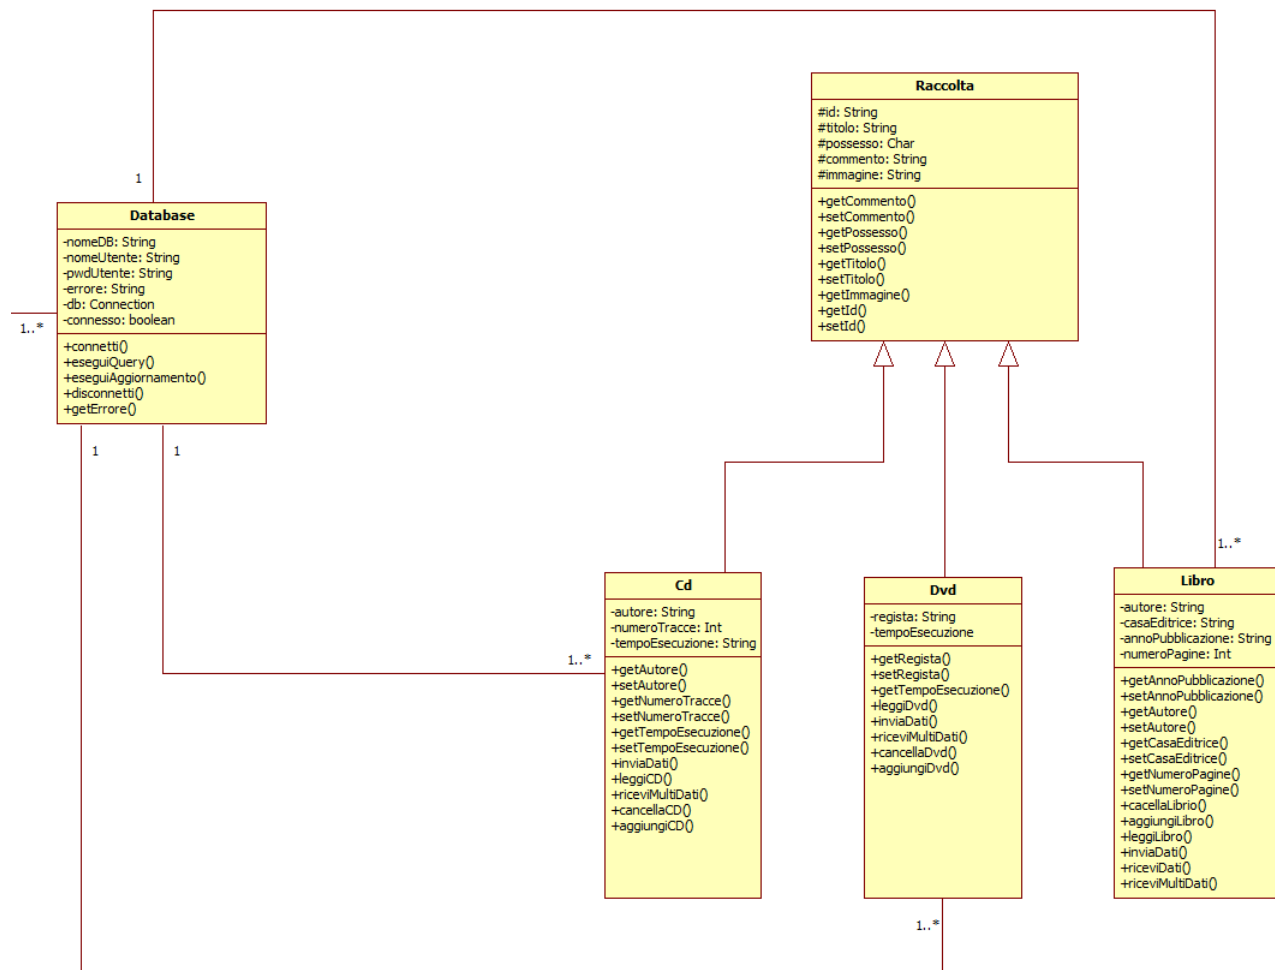 Raccolta
#id: String
#titolo: String
#possesso: Char
#commento: String
#immagine: String
+getCommento()
+setCommento()
+getPossesso()
+setPossesso()
+getTitolo()
+setTitolo()
+getImmagine()
+getId()
+setId()
1
Database
-nomeDB: String
-nomeUtente: String
-pwdUtente: String
-errore: String
-db: Connection
-connesso: boolean
+connetti()
+eseguiQuery()
+eseguiAggiornamento()
+disconnetti()
+getErrore()
1..*
1
1
1..*
1..*
Cd
-autore: String
-numeroTracce: Int
-tempoEsecuzione: String
+getAutore()
+setAutore()
+getNumeroTracce()
+setNumeroTracce()
+getTempoEsecuzione()
+setTempoEsecuzione()
+inviaDati()
+leggiCD()
+riceviMultiDati()
+cancellaCD()
+aggiungiCD()
Dvd
-regista: String
-tempoEsecuzione
+getRegista()
+setRegista()
+getTempoEsecuzione()
+leggiDvd()
+inviaDati()
+riceviMultiDati()
+cancellaDvd()
+aggiungiDvd()
1..*
Libro
-autore: String
-casaEditrice: String
-annoPubblicazione: String
-numeroPagine: Int
+getAnnoPubblicazione()
+setAnnoPubblicazione()
+getAutore()
+setAutore()
+getCasaEditrice()
+setCasaEditrice()
+getNumeroPagine()
+setNumeroPagine()
+cacellaLibrio()
+aggiungiLibro()
+leggiLibro()
+inviaDati()
+riceviDati()
+riceviMultiDati()